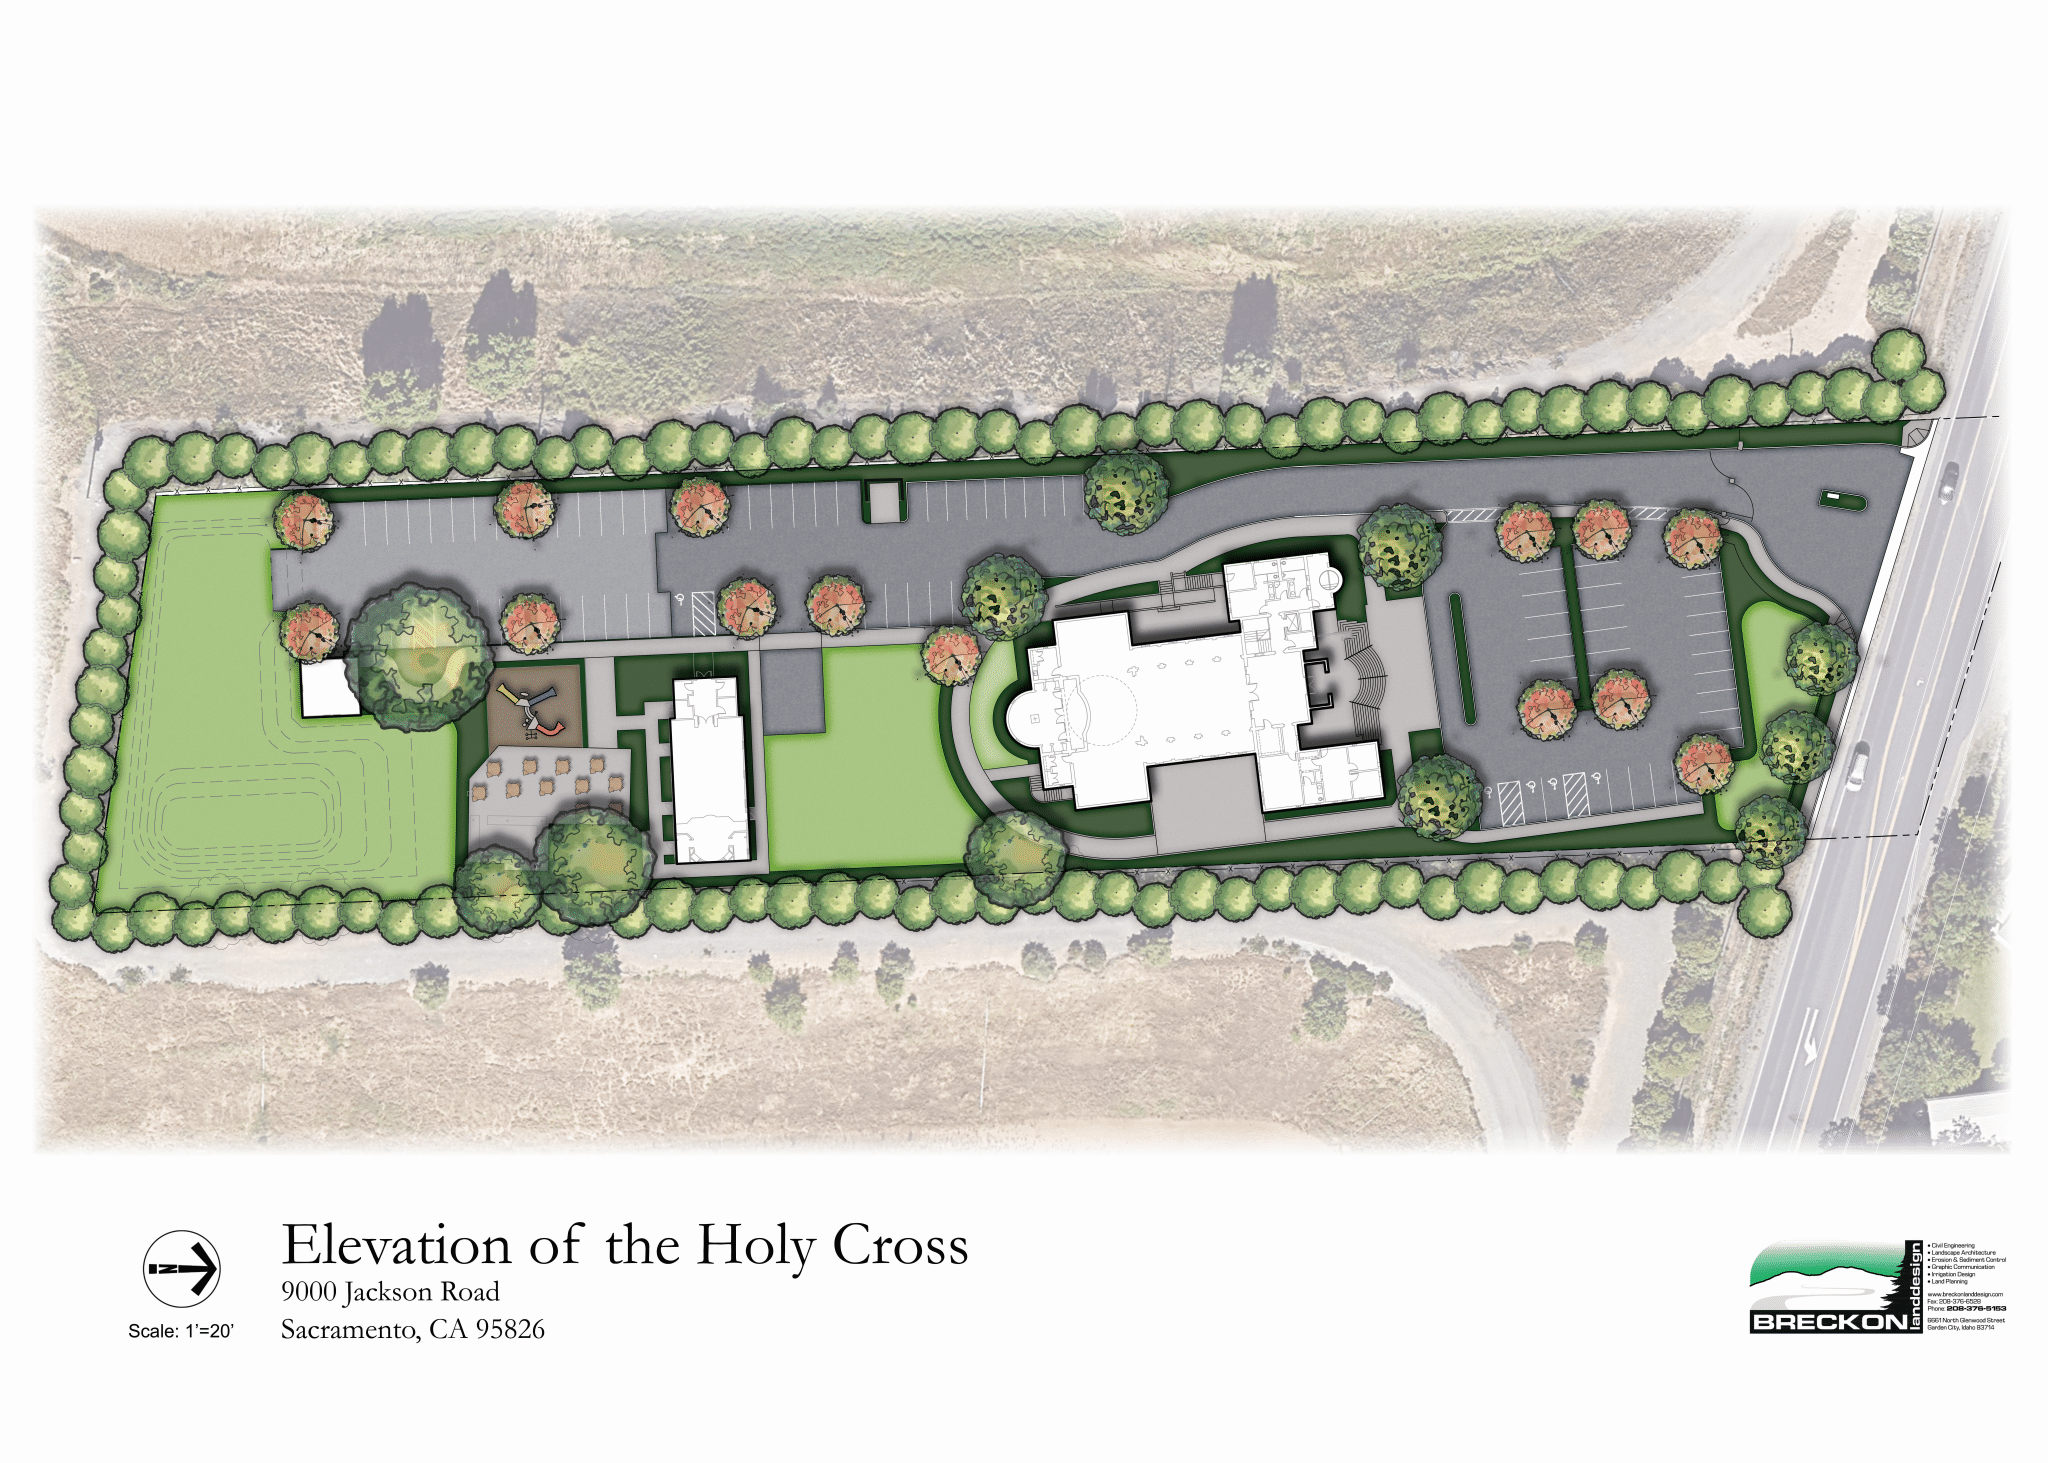 N
Scale: 1'=20'
Elevation of the Holy Cross
9000 Jackson Road
Sacramento, CA 95826
BRECKON
landdesign
• Civil Engineering
• Landscape Architecture
• Erosion & Sediment Control
• Graphic Communication
• Irrigation Design
• Land Planning
www.breckonlanddesign.com
Fax: 208-376-6528
Phone: 208-376-5153
6661 North Glenwood Street
Garden City, Idaho 83714